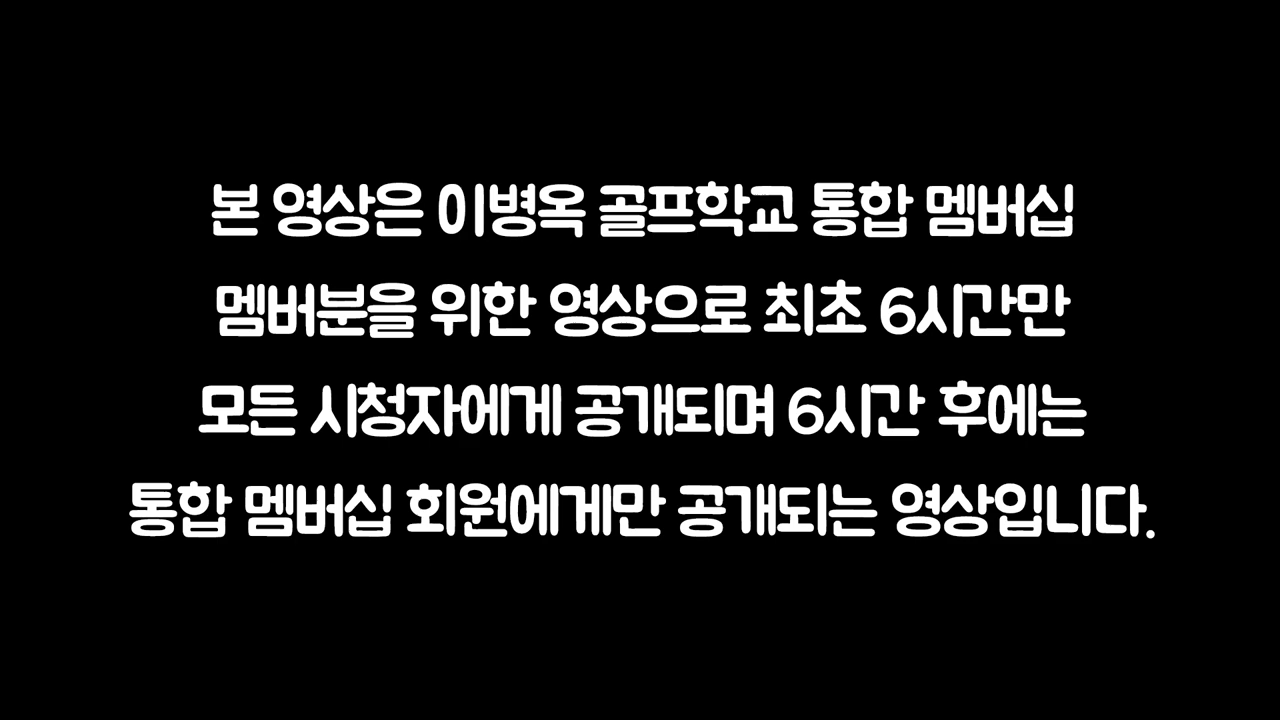 본 영상은 이병옥 골프학교 통합 멤버십
멤버분을 위한 영상으로 최초 6시간만
모든 시청자에게 공개되며 6시간 후에는
통합 멤버십 회원에게만 공개되는 영상입니다.